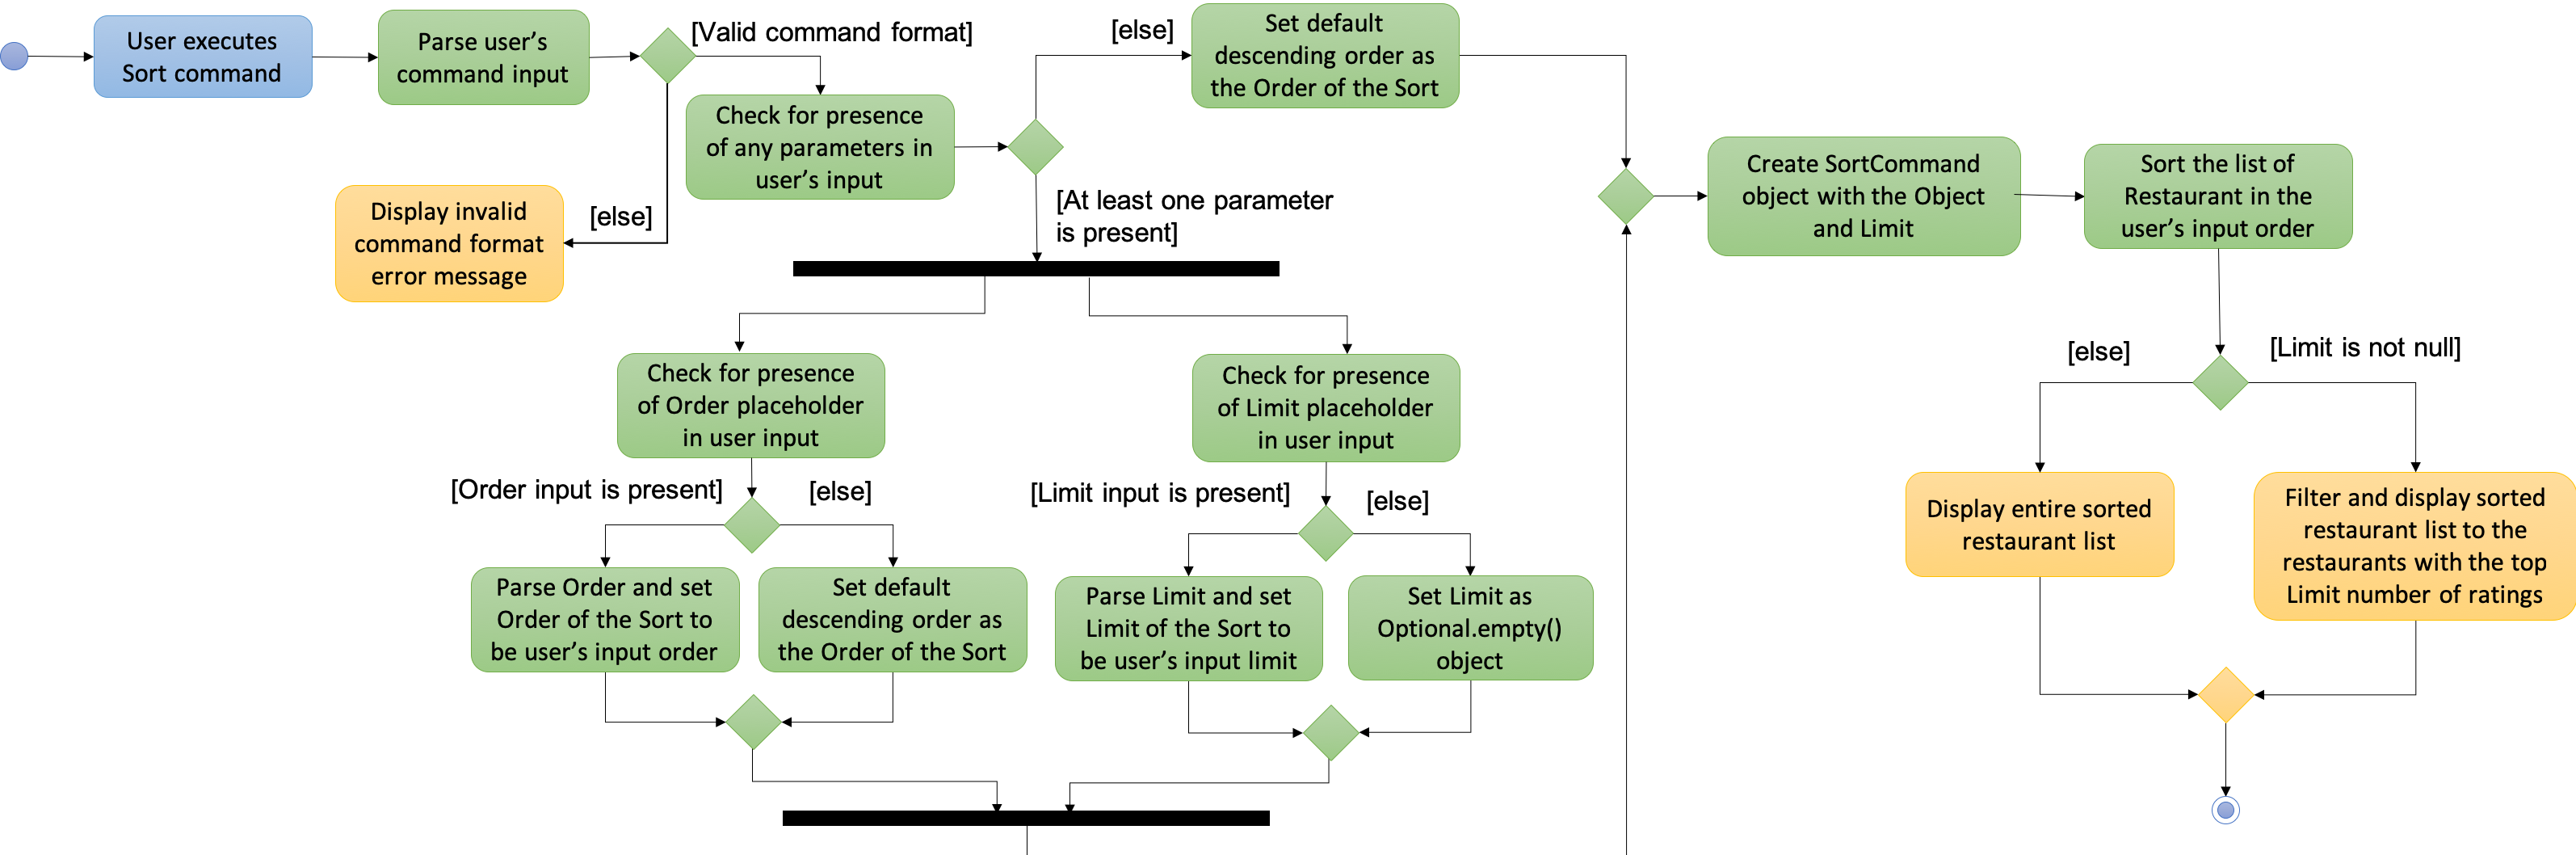 User executes
Sort command
Parse user's
command input
[Valid command format]
[else]
Display invalid
command format
error message
Check for presence
of any parameters in
user's input
[else]
Set default
descending order as
the Order of the Sort
[At least one parameter
is present]
Check for presence
of Order placeholder
in user input
[Order input is present]
[else]
Parse Order and set
Order of the Sort to
be user's input order
Set default
descending order as
the Order of the Sort
Check for presence
of Limit placeholder
in user input
[Limit input is present]
[else]
Parse Limit and set
Limit of the Sort to
be user's input limit
Set Limit as
Optional.empty()
object
Create SortCommand
object with the Object
and Limit
Sort the list of
Restaurant in the
user's input order
[else]
[Limit is not null]
Display entire sorted
restaurant list
Filter and display sorted
restaurant list to the
restaurants with the top
Limit number of ratings